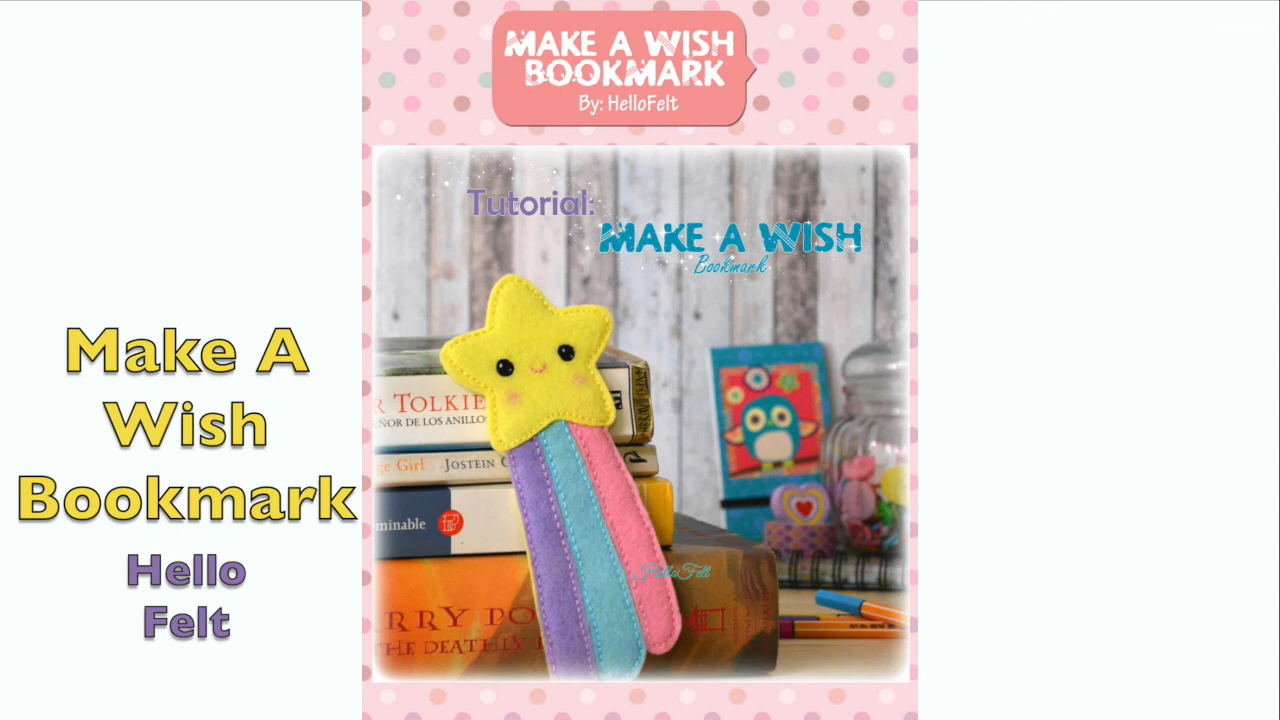 Make A
Wish
Bookmark
Hello
Felt
MAKE A WISH
BOOKMARK
By: HelloFelt
Tutorial:
MAKE A WISH
Bookmark
R TOLKIE
ÑOR DE LOS ANILLO
ge Girl JOSTEIN G
minable
HelloFelt
RRY PO
HE DEATHLY